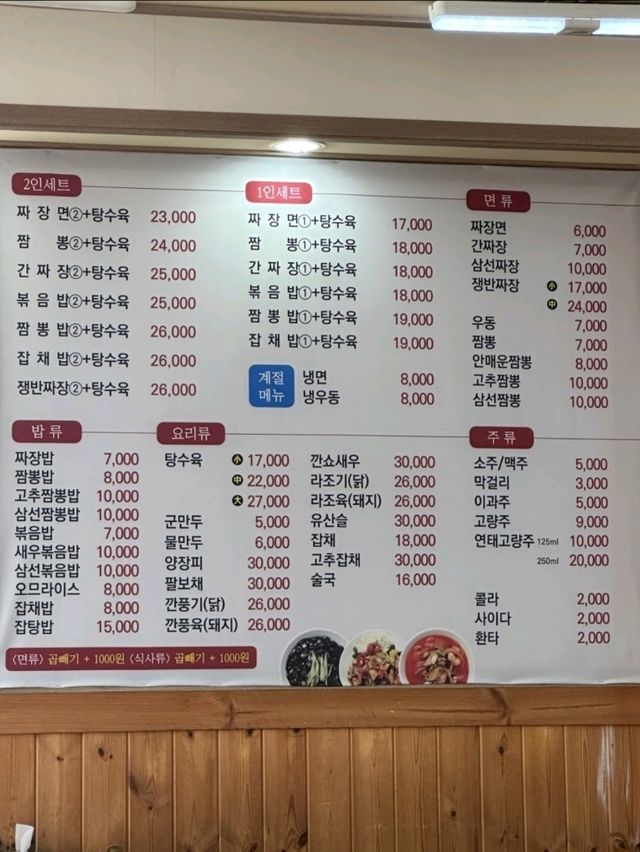 2인세트
짜 장 면②+탕수육 23,000
짬 뽕②+탕수육 24,000
간 짜 장②+탕수육 25,000
볶 음 밥②+탕수육 25,000
짬 뽕 밥②+탕수육 26,000
잡 채 밥②+탕수육 26,000
쟁반짜장②+탕수육 26,000
1인세트
짜 장 면①+탕수육 17,000
짬 뽕①+탕수육 18,000
간 짜 장①+탕수육 18,000
볶 음 밥①+탕수육 18,000
짬 뽕 밥①+탕수육 19,000
잡 채 밥①+탕수육 19,000
계절
메뉴
냉면 8,000
냉우동 8,000
면 류
짜장면 6,000
간짜장 7,000
삼선짜장 10,000
쟁반짜장 小 17,000
中 24,000
우동 7,000
짬뽕 7,000
안매운짬뽕 8,000
고추짬뽕 10,000
삼선짬뽕 10,000
밥 류
짜장밥 7,000
짬뽕밥 8,000
고추짬뽕밥 10,000
삼선짬뽕밥 10,000
볶음밥 7,000
새우볶음밥 10,000
삼선볶음밥 10,000
오므라이스 8,000
잡채밥 8,000
잡탕밥 15,000
요리류
탕수육 小 17,000
中 22,000
大 27,000
군만두 5,000
물만두 6,000
양장피 30,000
팔보채 30,000
깐풍기(닭) 26,000
깐풍육(돼지) 26,000
깐쇼새우 30,000
라조기(닭) 26,000
라조육(돼지) 26,000
유산슬 30,000
잡채 18,000
고추잡채 30,000
술국 16,000
주 류
소주/맥주 5,000
막걸리 3,000
이과주 5,000
고량주 9,000
연태고량주 125ml 10,000
250ml 20,000
콜라 2,000
사이다 2,000
환타 2,000
〈면류〉 곱빼기 + 1000원 〈식사류〉 곱빼기 + 1000원